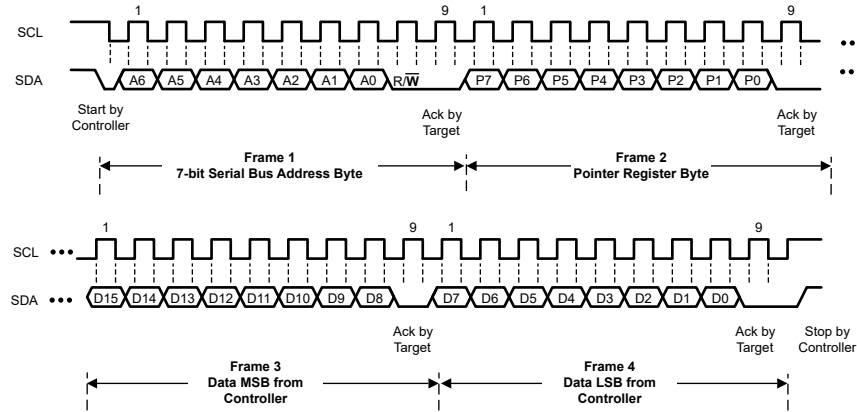 1 9 1 9
SCL
SDA A6 A5 A4 A3 A2 A1 A0 R/W P7 P6 P5 P4 P3 P2 P1 P0
Start by
Controller
Ack by
Target
Ack by
Target
Frame 1
7-bit Serial Bus Address Byte
Frame 2
Pointer Register Byte
1 9 1 9
SCL
SDA D15 D14 D13 D12 D11 D10 D9 D8 D7 D6 D5 D4 D3 D2 D1 D0
Ack by
Target
Ack by
Target
Stop by
Controller
Frame 3
Data MSB from
Controller
Frame 4
Data LSB from
Controller